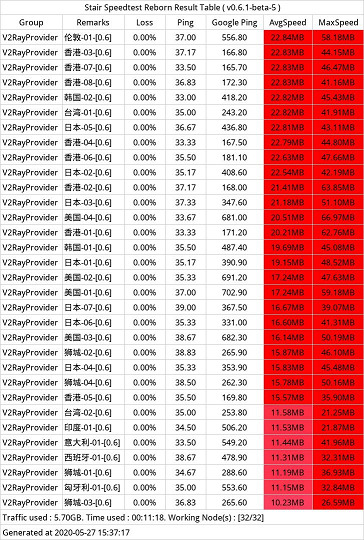 Stair Speedtest Reborn Result Table ( v0.6.1-beta-5 )
Group Remarks Loss Ping Google Ping AvgSpeed MaxSpeed
V2RayProvider 伦敦-01-[0.6] 0.00% 37.00 556.80 22.84MB 58.18MB
V2RayProvider 香港-03-[0.6] 0.00% 37.17 166.80 22.83MB 44.15MB
V2RayProvider 香港-07-[0.6] 0.00% 33.50 165.70 22.83MB 46.47MB
V2RayProvider 香港-08-[0.6] 0.00% 36.83 172.30 22.83MB 41.16MB
V2RayProvider 韩国-02-[0.6] 0.00% 33.00 418.20 22.82MB 45.43MB
V2RayProvider 台湾-01-[0.6] 0.00% 35.00 243.20 22.82MB 41.91MB
V2RayProvider 日本-05-[0.6] 0.00% 36.67 436.80 22.81MB 43.11MB
V2RayProvider 香港-04-[0.6] 0.00% 33.33 167.50 22.79MB 44.80MB
V2RayProvider 香港-06-[0.6] 0.00% 35.50 181.10 22.63MB 47.66MB
V2RayProvider 日本-02-[0.6] 0.00% 35.17 408.60 22.54MB 42.19MB
V2RayProvider 香港-02-[0.6] 0.00% 37.17 168.00 21.41MB 63.85MB
V2RayProvider 日本-03-[0.6] 0.00% 37.33 347.60 21.18MB 51.10MB
V2RayProvider 美国-04-[0.6] 0.00% 33.67 681.00 20.51MB 66.97MB
V2RayProvider 香港-01-[0.6] 0.00% 33.33 171.20 20.21MB 62.76MB
V2RayProvider 韩国-01-[0.6] 0.00% 35.50 487.40 19.69MB 45.08MB
V2RayProvider 日本-01-[0.6] 0.00% 35.17 390.90 19.15MB 48.52MB
V2RayProvider 美国-02-[0.6] 0.00% 35.33 691.20 17.24MB 47.63MB
V2RayProvider 美国-01-[0.6] 0.00% 37.00 702.90 17.24MB 59.18MB
V2RayProvider 日本-07-[0.6] 0.00% 39.00 367.50 16.67MB 39.07MB
V2RayProvider 日本-06-[0.6] 0.00% 35.33 331.00 16.60MB 41.31MB
V2RayProvider 美国-03-[0.6] 0.00% 38.67 682.30 16.14MB 50.19MB
V2RayProvider 狮城-02-[0.6] 0.00% 38.83 265.90 15.87MB 46.10MB
V2RayProvider 日本-04-[0.6] 0.00% 35.33 353.90 15.83MB 45.48MB
V2RayProvider 狮城-04-[0.6] 0.00% 38.50 262.30 15.78MB 50.16MB
V2RayProvider 香港-05-[0.6] 0.00% 35.50 169.80 15.57MB 35.90MB
V2RayProvider 台湾-02-[0.6] 0.00% 35.00 253.80 11.58MB 21.25MB
V2RayProvider 印度-01-[0.6] 0.00% 34.50 506.20 11.53MB 21.87MB
V2RayProvider 意大利-01-[0.6] 0.00% 33.50 549.20 11.44MB 41.96MB
V2RayProvider 西班牙-01-[0.6] 0.00% 38.67 478.90 11.31MB 32.31MB
V2RayProvider 狮城-01-[0.6] 0.00% 34.67 288.60 11.19MB 36.93MB
V2RayProvider 匈牙利-01-[0.6] 0.00% 35.00 553.60 11.15MB 32.84MB
V2RayProvider 狮城-03-[0.6] 0.00% 36.83 265.60 10.23MB 26.59MB
Traffic used : 5.70GB. Time used : 00:11:18. Working Node(s) : [32/32]
Generated at 2020-05-27 15:37:17